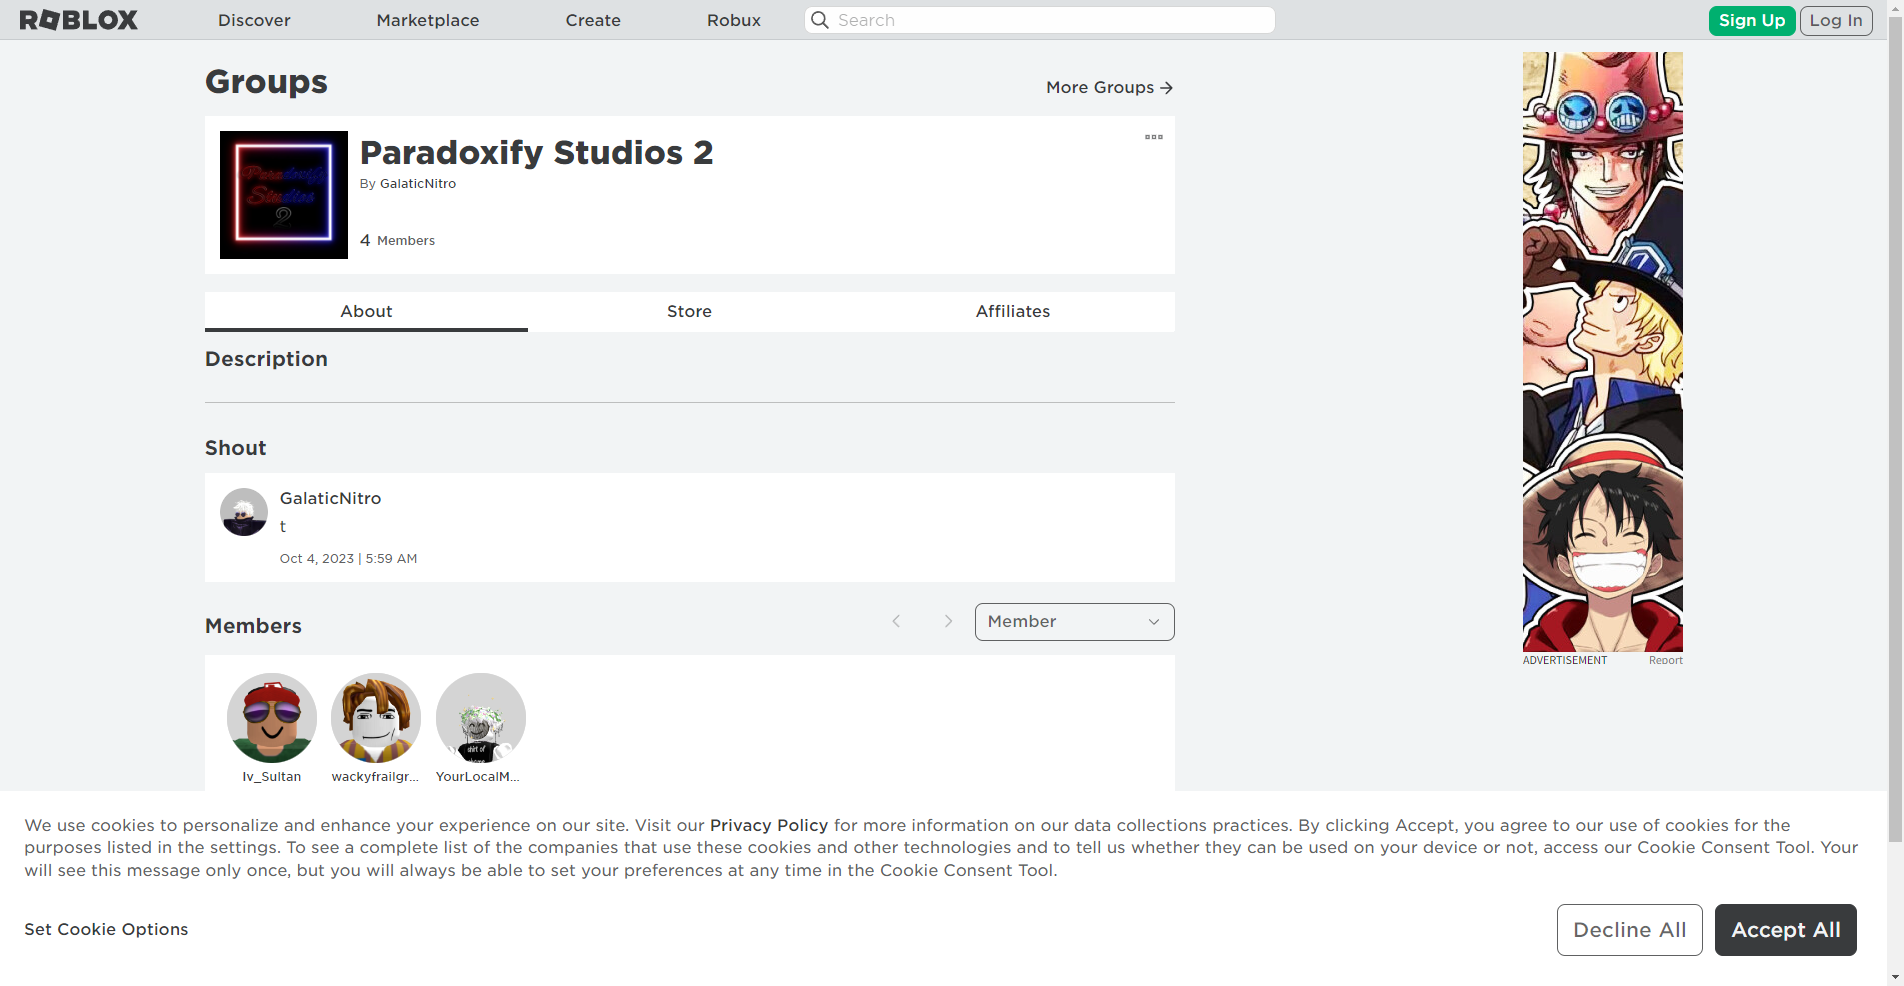 ROBLOX
Discover
Marketplace
Create
Robux
Search
Sign Up
Log In
Groups
More Groups
Paradoxify
Studios
2
Paradoxify Studios 2
By GalaticNitro
4 Members
About
Store
Affiliates
Description
Shout
GalaticNitro
t
Oct 4, 2023 | 5:59 AM
Members
Member
shirt of
Iv_Sultan
wackyfrailgr...
YourLocalM...
ADVERTISEMENT
Report
We use cookies to personalize and enhance your experience on our site. Visit our Privacy Policy for more information on our data collections practices. By clicking Accept, you agree to our use of cookies for the
purposes listed in the settings. To see a complete list of the companies that use these cookies and other technologies and to tell us whether they can be used on your device or not, access our Cookie Consent Tool. Your
will see this message only once, but you will always be able to set your preferences at any time in the Cookie Consent Tool.
Set Cookie Options
Decline All
Accept All